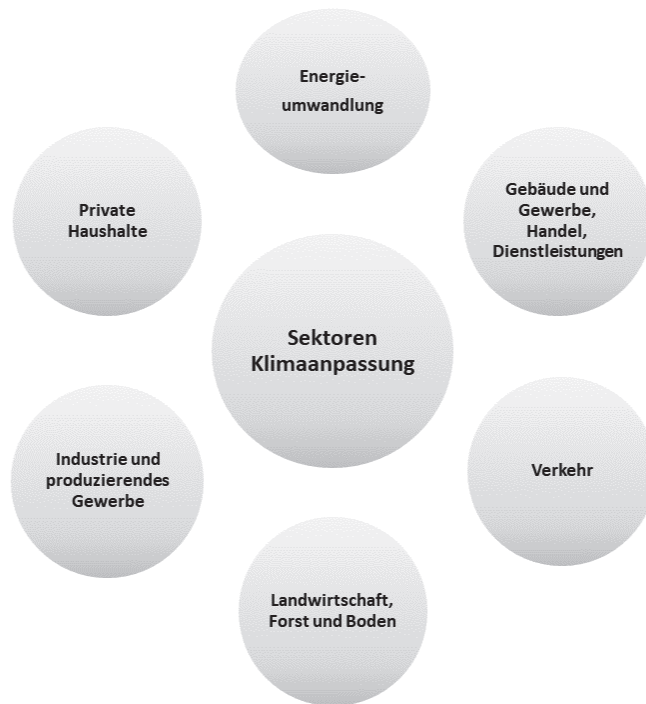 Energie-
umwandlung
Gebäude und
Gewerbe,
Handel,
Dienstleistungen
Private
Haushalte
Sektoren
Klimaanpassung
Verkehr
Industrie und
produzierendes
Gewerbe
Landwirtschaft,
Forst und Boden